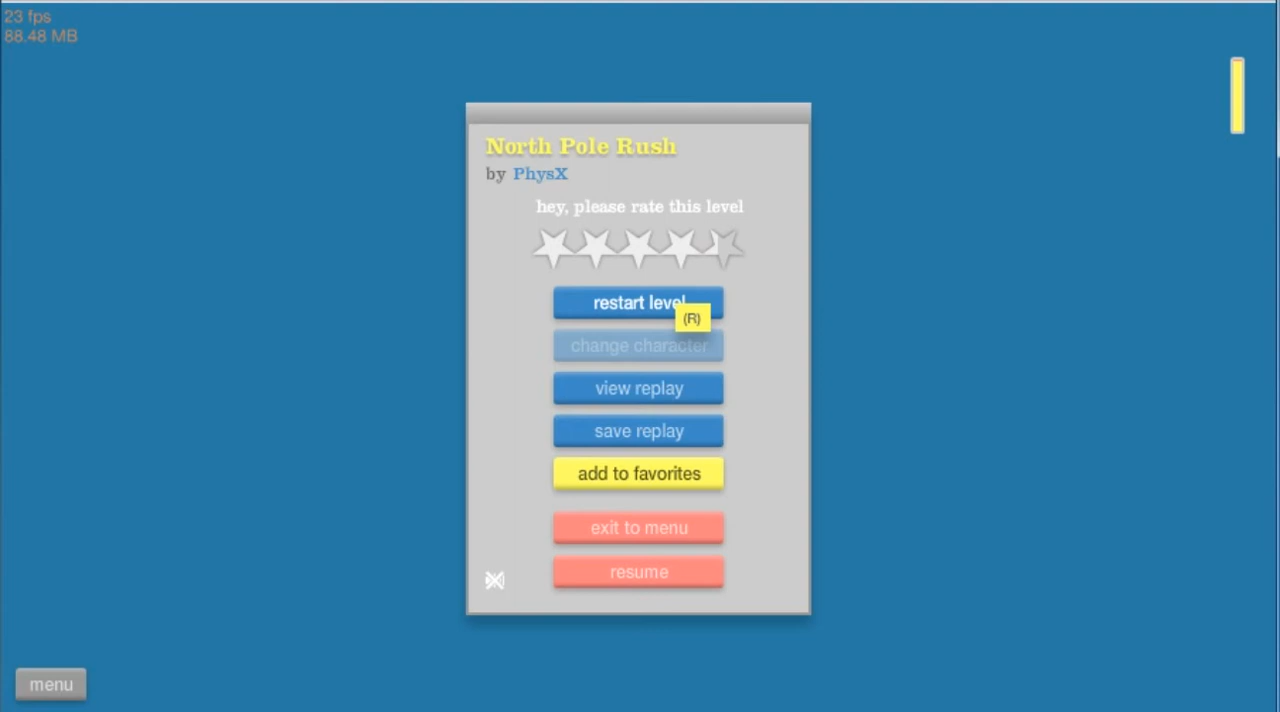 23 fps
88.48 MB
North Pole Rush
by PhysX
hey, please rate this level
restart level
(R)
change character
view replay
save replay
add to favorites
exit to menu
resume
menu